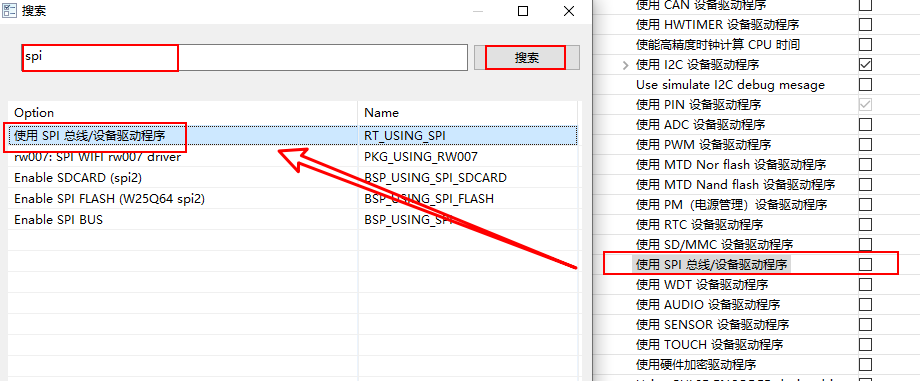 搜索
spi
搜索
Option Name
使用 SPI 总线/设备驱动程序 RT_USING_SPI
rw007: SPI WIFI rw007 driver PKG_USING_RW007
Enable SDCARD (spi2) BSP_USING_SPI_SDCARD
Enable SPI FLASH (W25Q64 spi2) BSP_USING_SPI_FLASH
Enable SPI BUS BSP_USING_SPI
使用 CAN 设备驱动程序
使用 HWTIMER 设备驱动程序
使能高精度时钟计算 CPU 时间
使用 I2C 设备驱动程序
Use simulate I2C debug mesage
使用 PIN 设备驱动程序
使用 ADC 设备驱动程序
使用 PWM 设备驱动程序
使用 MTD Nor flash 设备驱动程序
使用 MTD Nand flash 设备驱动程序
使用 PM（电源管理）设备驱动程序
使用 RTC 设备驱动程序
使用 SD/MMC 设备驱动程序
使用 SPI 总线/设备驱动程序
使用 WDT 设备驱动程序
使用 AUDIO 设备驱动程序
使用 SENSOR 设备驱动程序
使用 TOUCH 设备驱动程序
使用硬件加密驱动程序